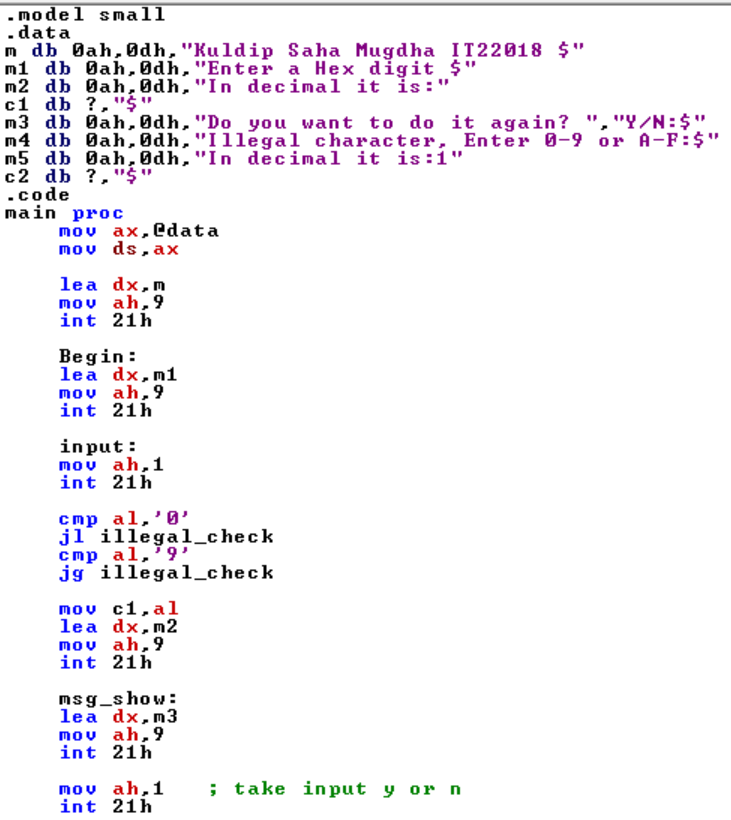 .model small
.data
m db 0ah,0dh,"Kuldip Saha Mugdha IT22018 $"
m1 db 0ah,0dh,"Enter a Hex digit $"
m2 db 0ah,0dh,"In decimal it is:"
c1 db ?,"$"
m3 db 0ah,0dh,"Do you want to do it again? ","Y/N:$"
m4 db 0ah,0dh,"Illegal character, Enter 0-9 or A-F:$"
m5 db 0ah,0dh,"In decimal it is:1"
c2 db ?,"$"
.code
main proc
mov ax,@data
mov ds,ax
lea dx,m
mov ah,9
int 21h
Begin:
lea dx,m1
mov ah,9
int 21h
input:
mov ah,1
int 21h
cmp al,'0'
jl illegal_check
cmp al,'9'
jg illegal_check
mov c1,al
lea dx,m2
mov ah,9
int 21h
msg_show:
lea dx,m3
mov ah,9
int 21h
mov ah,1 ; take input y or n
int 21h